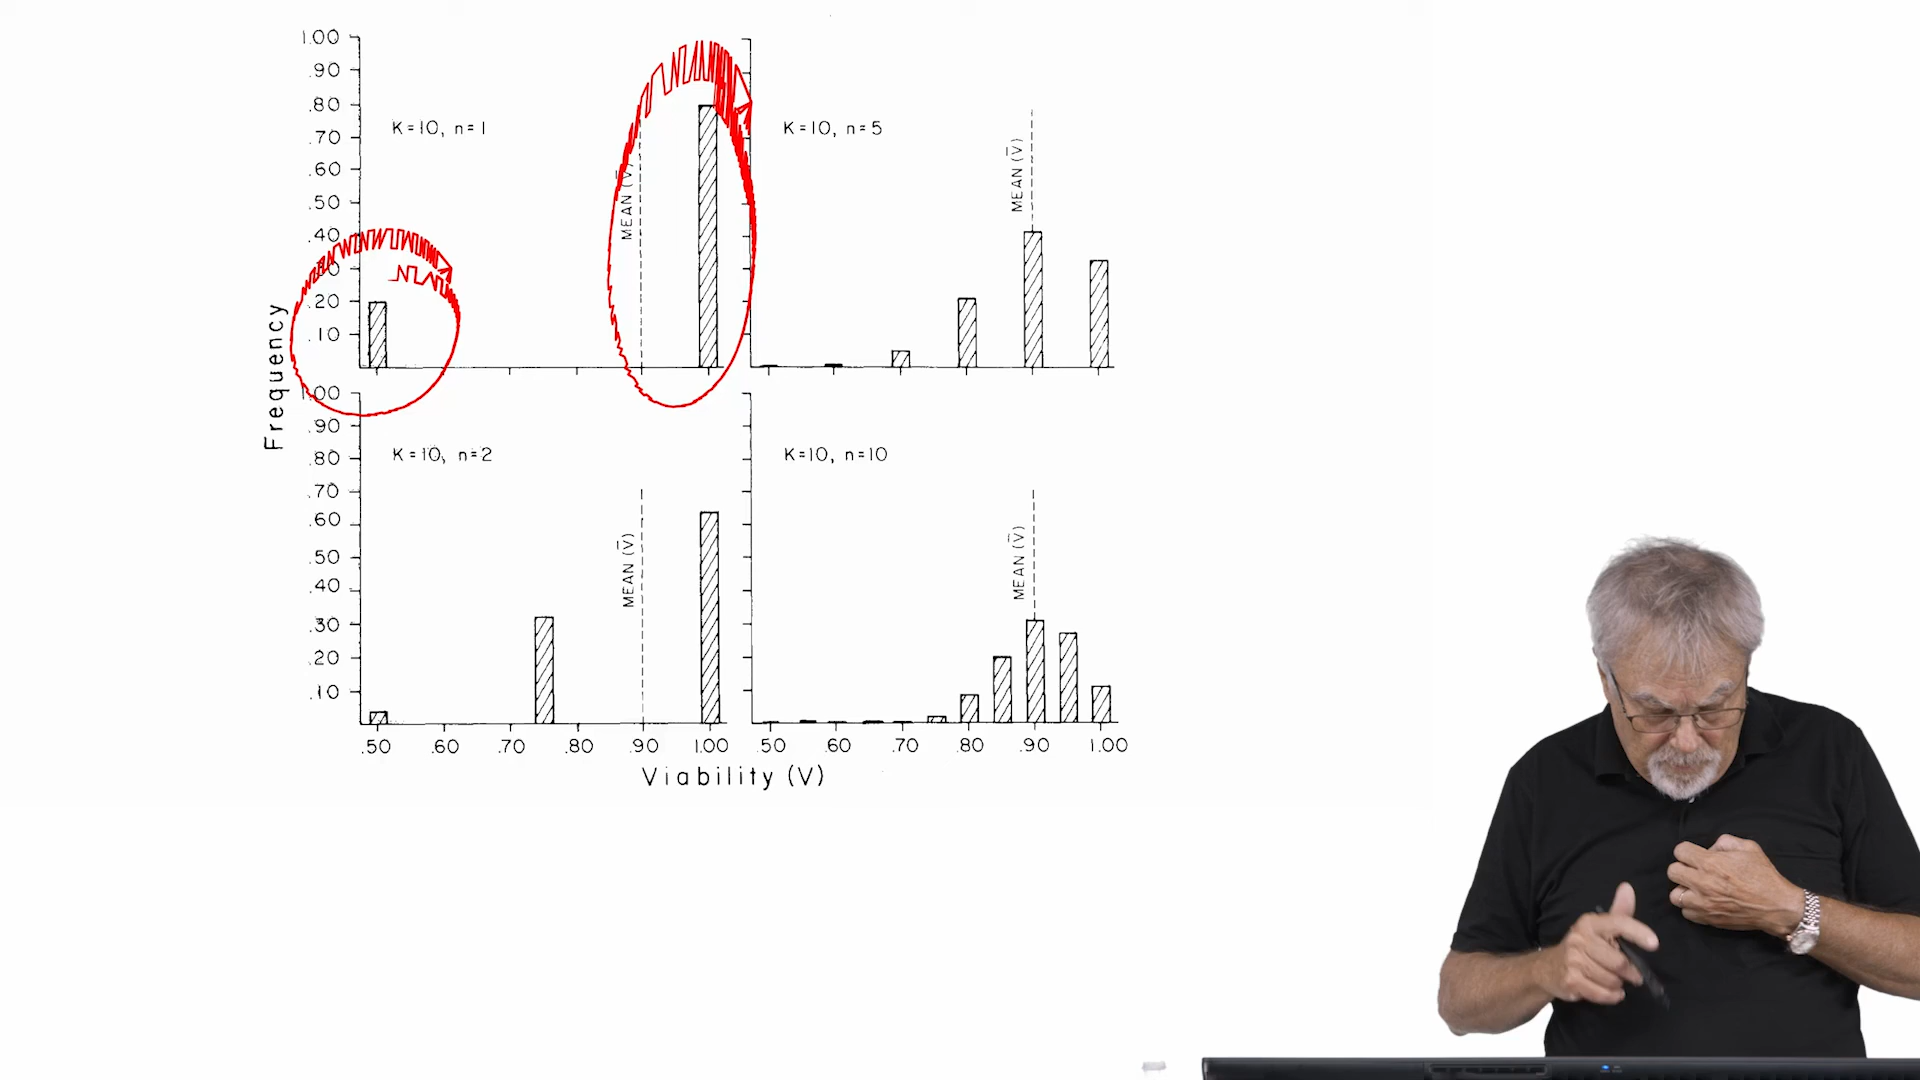 1.00
.90
.80
.70
.60
.50
.40
.30
.20
.10
K=10, n=1
MEAN (V̄)
K=10, n=5
MEAN (V̄)
Frequency
1.00
.90
.80
.70
.60
.50
.40
.30
.20
.10
K=10, n=2
MEAN (V̄)
K=10, n=10
MEAN (V̄)
.50 .60 .70 .80 .90 1.00
.50 .60 .70 .80 .90 1.00
Viability (V)